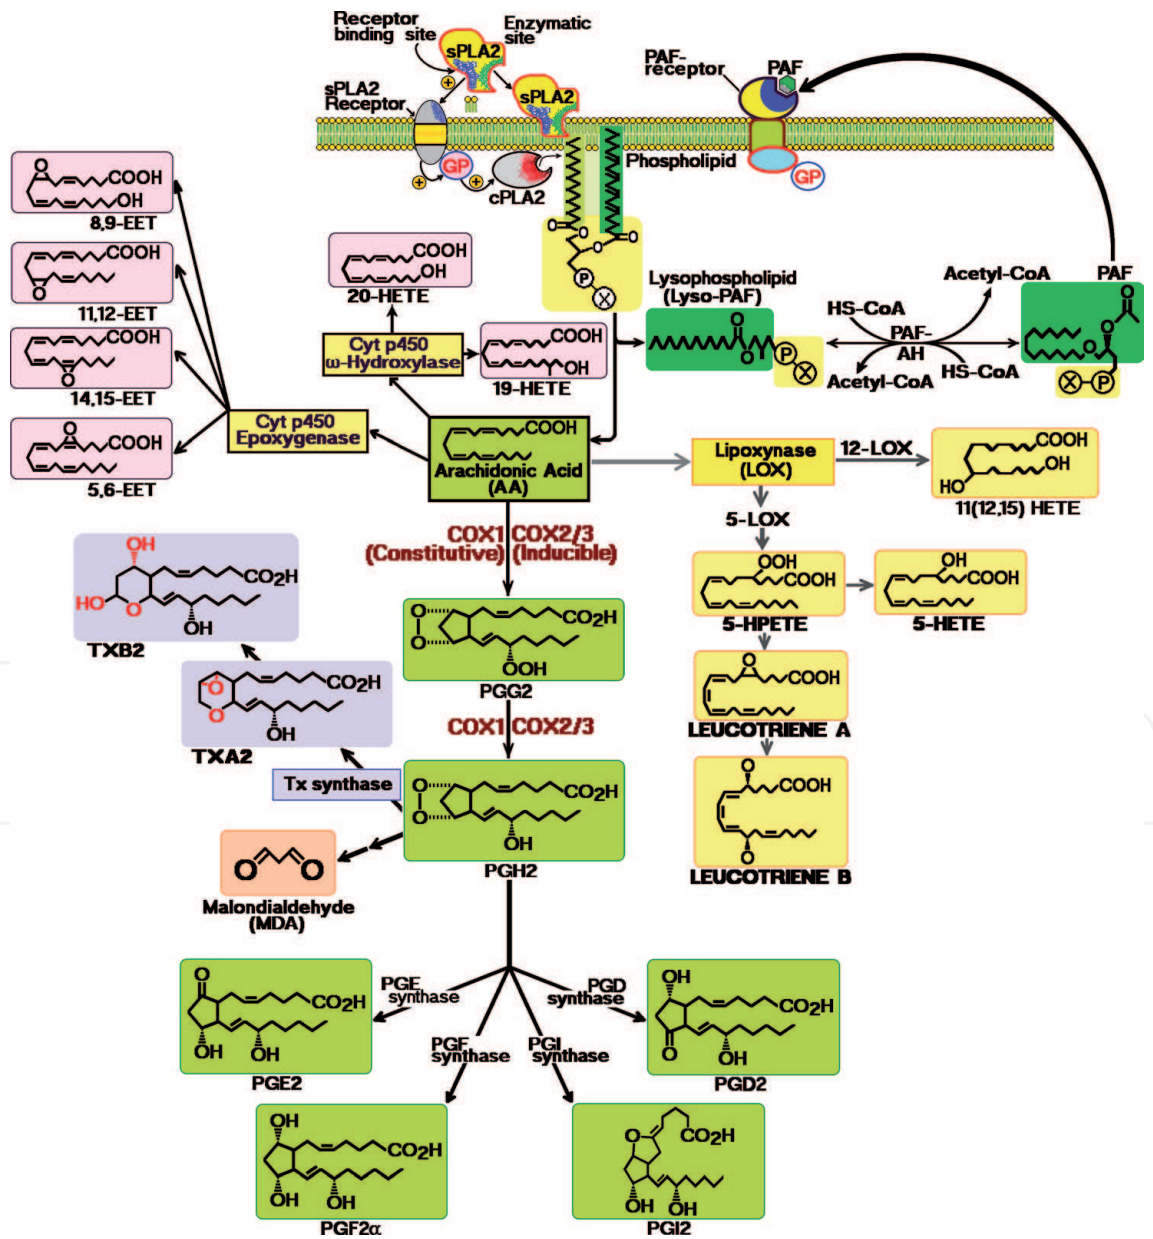 Receptor
binding site
Enzymatic
site
sPLA2
+
sPLA2
sPLA2
Receptor
GP
+
+
cPLA2
Phospholipid
PAF-
receptor
PAF
GP
O
O
O
O
P
X
COOH
OH
8,9-EET
O
COOH
11,12-EET
O
COOH
14,15-EET
O
COOH
5,6-EET
O
COOH
OH
20-HETE
Cyt p450
ω-Hydroxylase
COOH
OH
19-HETE
Cyt p450
Epoxygenase
COOH
Arachidonic Acid
(AA)
Lysophospholipid
(Lyso-PAF)
O
O
P
X
HS-CoA
Acetyl-CoA
PAF-
AH
Acetyl-CoA
HS-CoA
PAF
O
O
O
X
P
Lipoxynase
(LOX)
12-LOX
COOH
OH
HO
11(12,15) HETE
5-LOX
OOH
COOH
5-HPETE
OH
COOH
5-HETE
O
COOH
LEUCOTRIENE A
O
COOH
O
LEUCOTRIENE B
COX1 COX2/3
(Constitutive) (Inducible)
O
O
CO2H
OOH
PGG2
COX1 COX2/3
O
O
CO2H
OH
PGH2
OH
HO
O
CO2H
OH
TXB2
O
O
CO2H
OH
TXA2
Tx synthase
O
O
Malondialdehyde
(MDA)
PGE
synthase
PGD
synthase
PGF
synthase
PGI
synthase
O
CO2H
OH
OH
PGE2
OH
CO2H
O
OH
PGD2
OH
CO2H
OH
OH
PGF2α
O
CO2H
OH
OH
PGI2